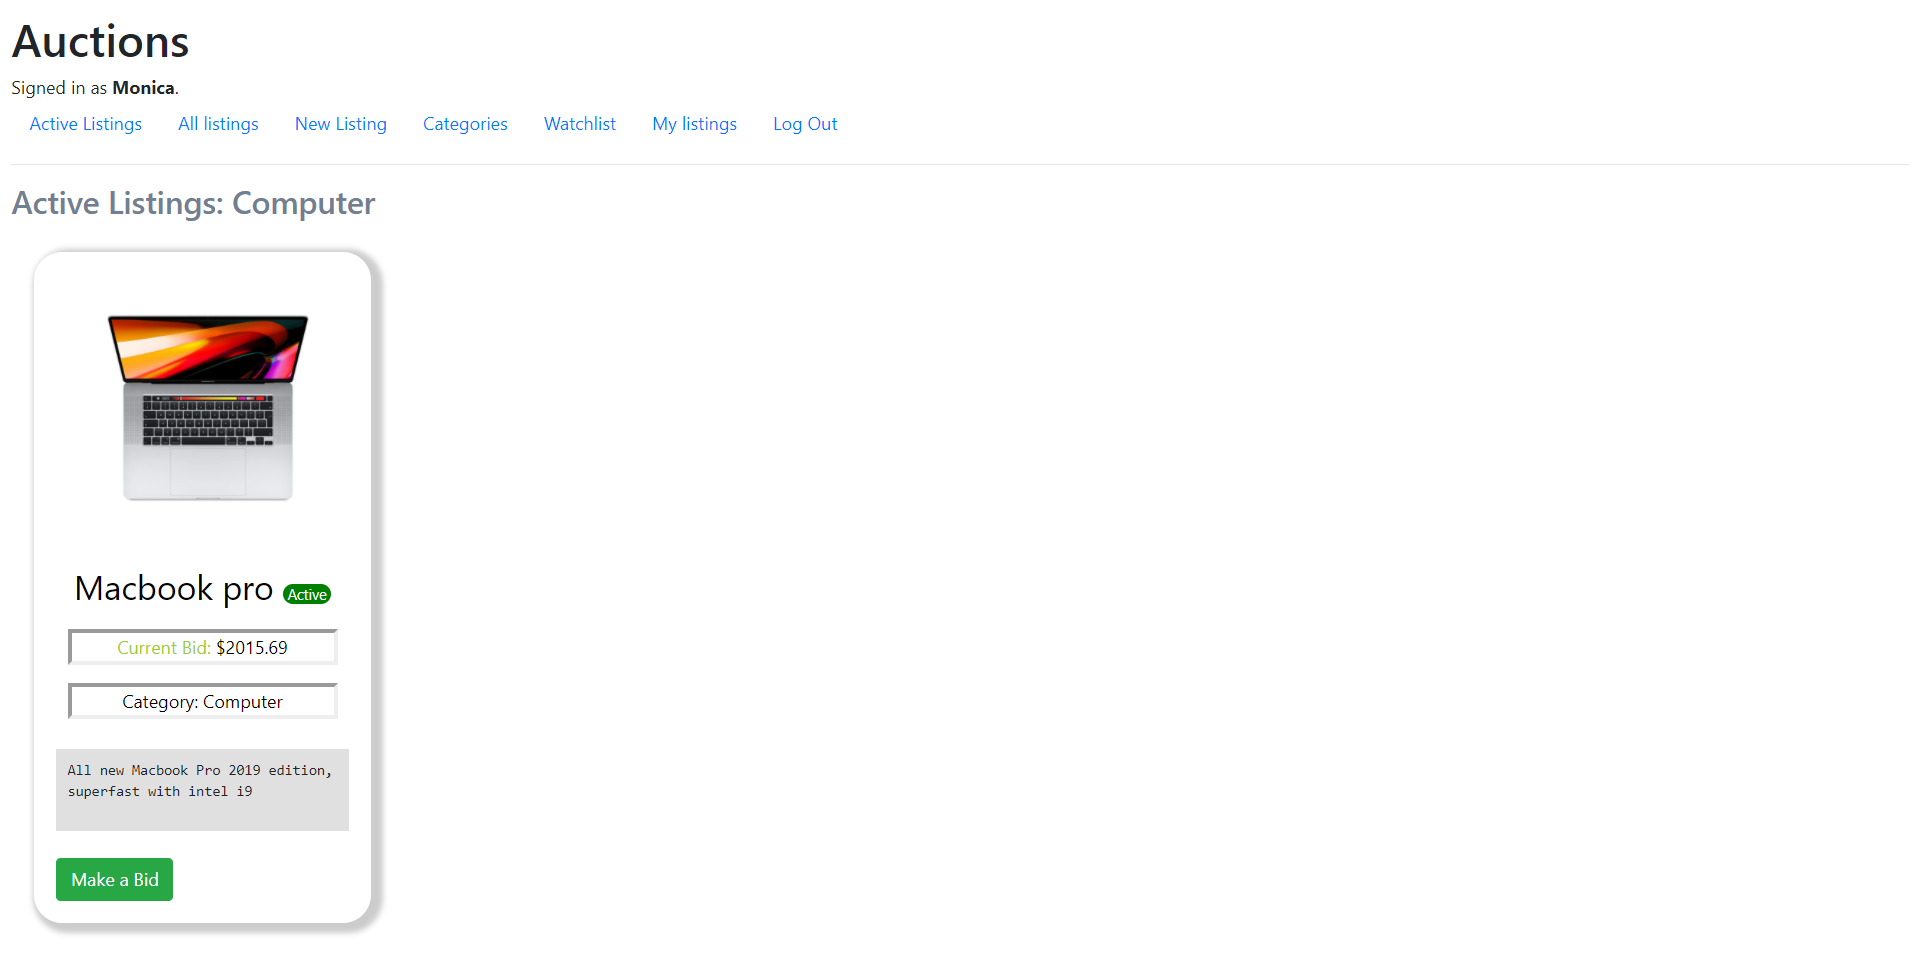 Auctions
Signed in as Monica.
Active Listings All listings New Listing Categories Watchlist My listings Log Out
Active Listings: Computer
Macbook pro Active
Current Bid: $2015.69
Category: Computer
All new Macbook Pro 2019 edition,
superfast with intel i9
Make a Bid